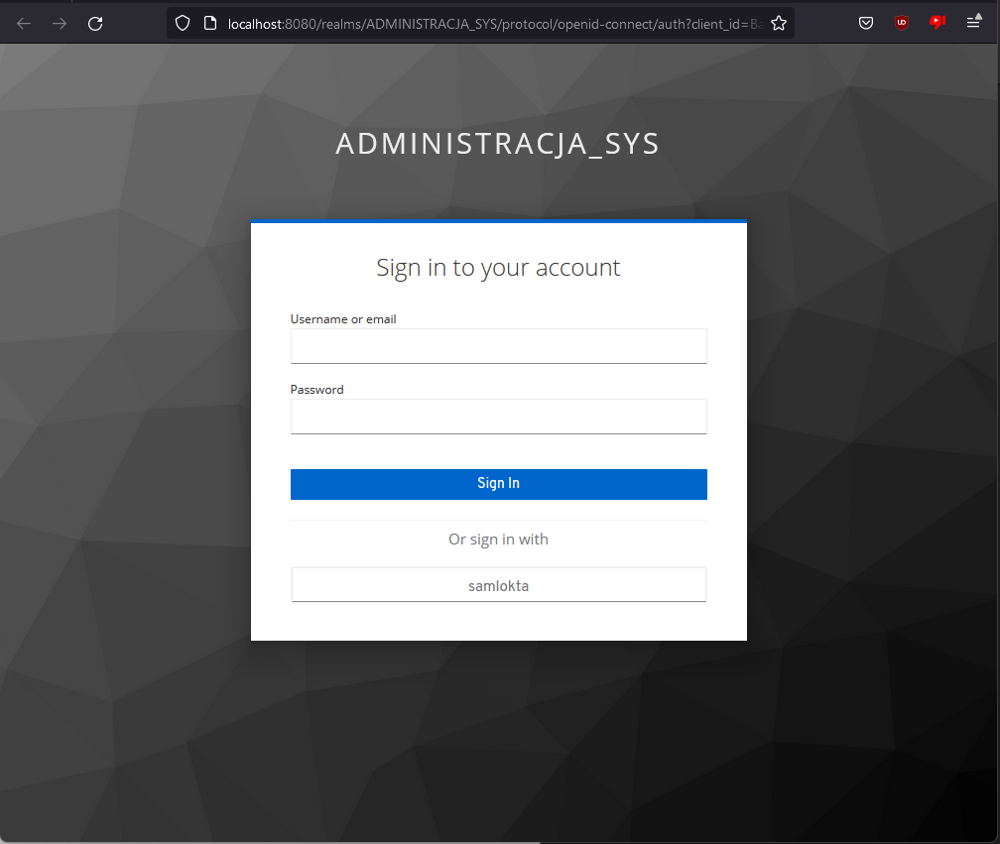 localhost:8080/realms/ADMINISTRACJA_SYS/protocol/openid-connect/auth?client_id=Ba
ADMINISTRACJA_SYS
Sign in to your account
Username or email
Password
Sign In
Or sign in with
samlokta